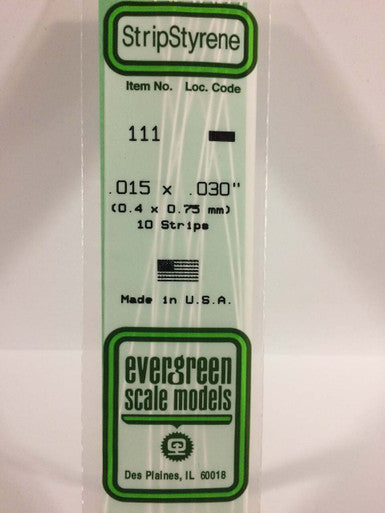 StripStyrene
Item No. Loc. Code
111
.015 x .030"
(0.4 x 0.75 mm)
10 Strips
Made in U.S.A.
evergreen
scale models
Des Plaines, IL 60018